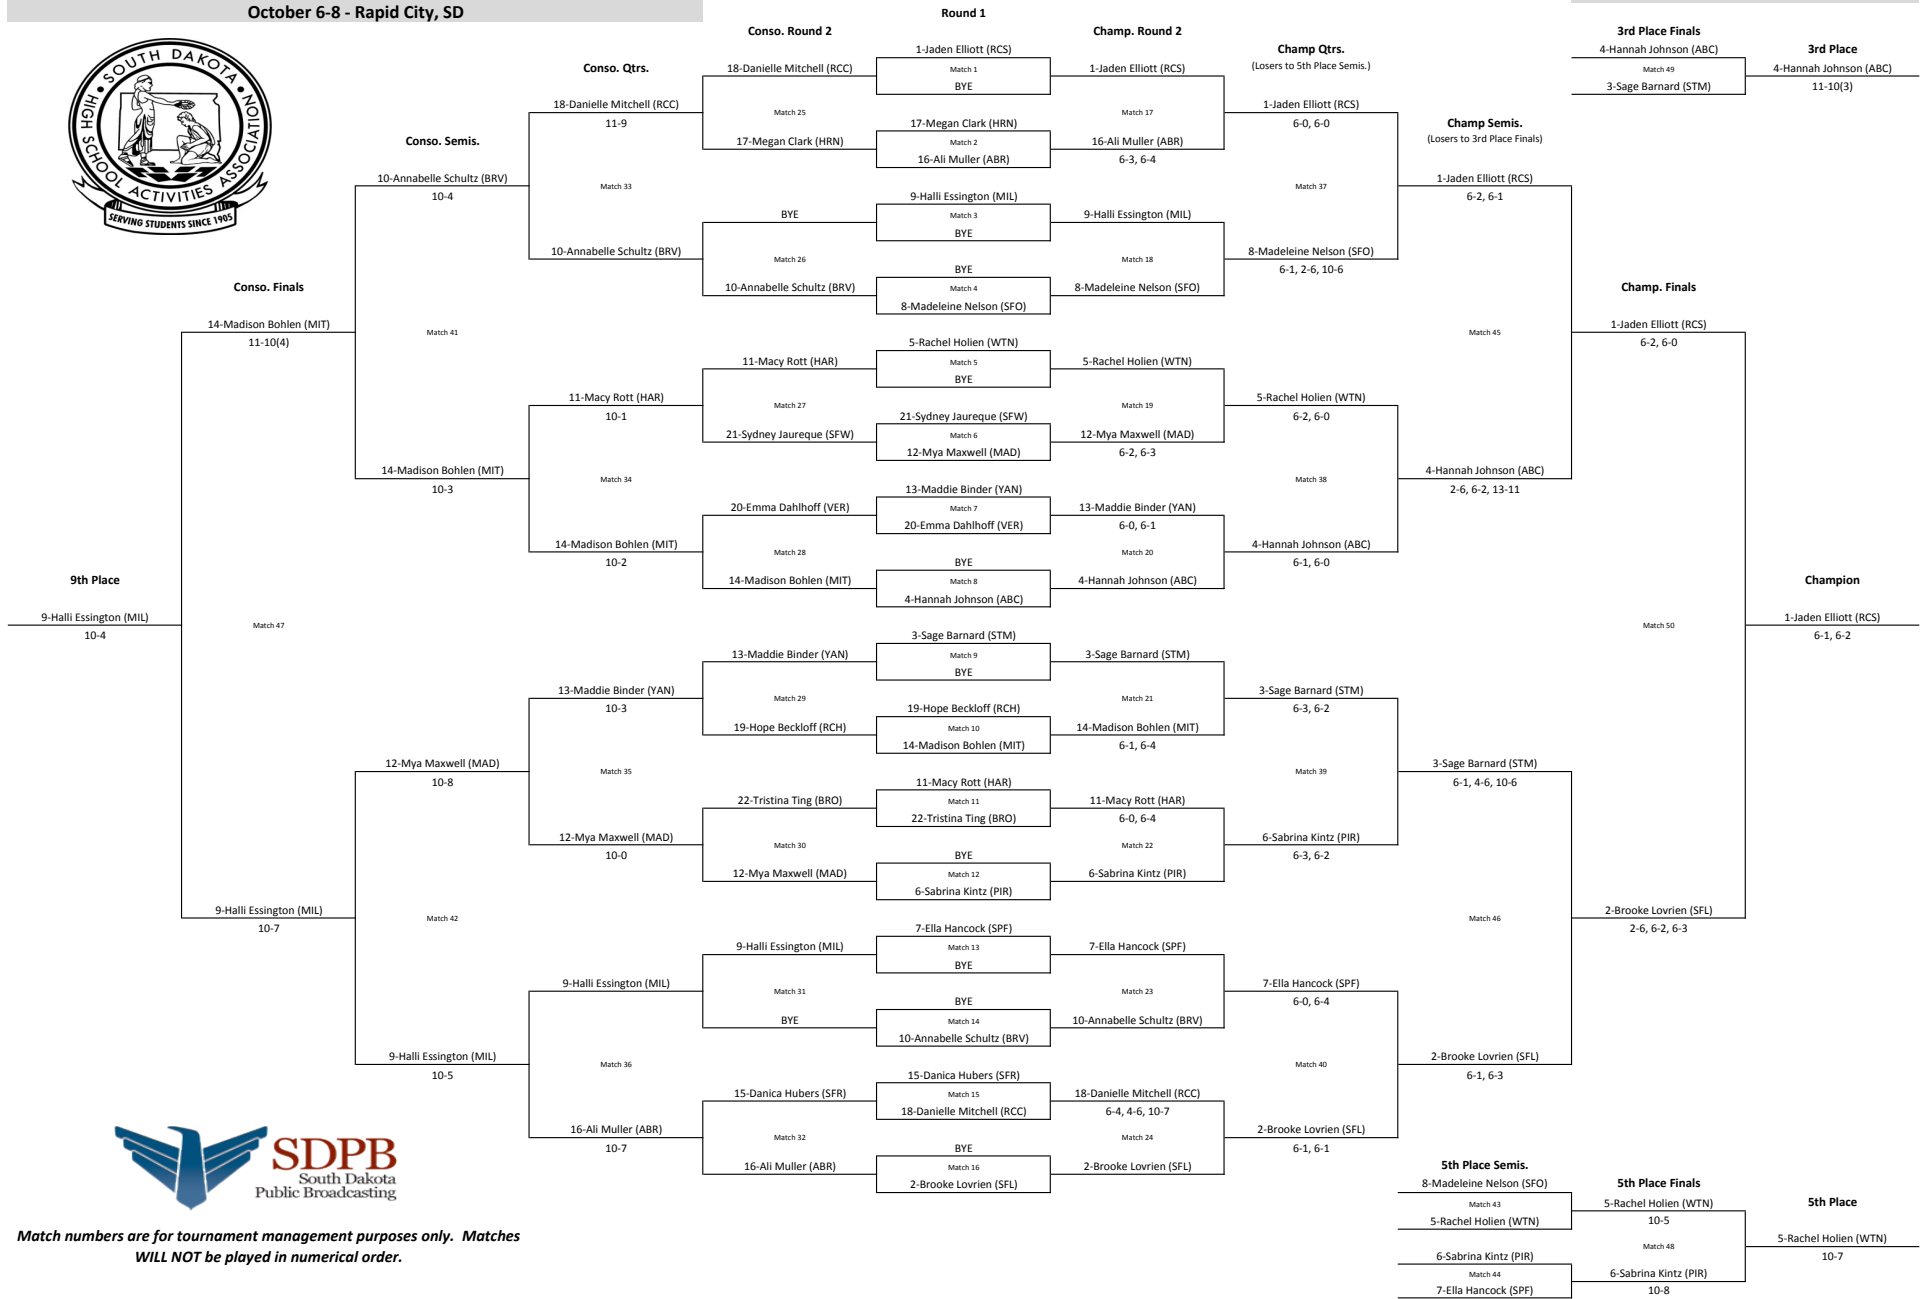 October 6-8 - Rapid City, SD
SOUTH DAKOTA
HIGH SCHOOL ACTIVITIES ASSOCIATION
SERVING STUDENTS SINCE 1905
9th Place
9-Halli Essington (MIL)
10-4
Conso. Finals
14-Madison Bohlen (MIT)
11-10(4)
Match 47
9-Halli Essington (MIL)
10-7
Conso. Semis.
10-Annabelle Schultz (BRV)
10-4
Match 41
14-Madison Bohlen (MIT)
10-3
12-Mya Maxwell (MAD)
10-8
Match 42
9-Halli Essington (MIL)
10-5
Conso. Qtrs.
18-Danielle Mitchell (RCC)
11-9
Match 33
10-Annabelle Schultz (BRV)
11-Macy Rott (HAR)
10-1
Match 34
14-Madison Bohlen (MIT)
10-2
13-Maddie Binder (YAN)
10-3
Match 35
12-Mya Maxwell (MAD)
10-0
9-Halli Essington (MIL)
Match 36
16-Ali Muller (ABR)
10-7
Conso. Round 2
18-Danielle Mitchell (RCC)
Match 25
17-Megan Clark (HRN)
BYE
Match 26
10-Annabelle Schultz (BRV)
11-Macy Rott (HAR)
Match 27
21-Sydney Jaureque (SFW)
20-Emma Dahlhoff (VER)
Match 28
14-Madison Bohlen (MIT)
13-Maddie Binder (YAN)
Match 29
19-Hope Beckloff (RCH)
22-Tristina Ting (BRO)
Match 30
12-Mya Maxwell (MAD)
9-Halli Essington (MIL)
Match 31
BYE
15-Danica Hubers (SFR)
Match 32
16-Ali Muller (ABR)
Round 1
1-Jaden Elliott (RCS)
Match 1
BYE
17-Megan Clark (HRN)
Match 2
16-Ali Muller (ABR)
9-Halli Essington (MIL)
Match 3
BYE
BYE
Match 4
8-Madeleine Nelson (SFO)
5-Rachel Holien (WTN)
Match 5
BYE
21-Sydney Jaureque (SFW)
Match 6
12-Mya Maxwell (MAD)
13-Maddie Binder (YAN)
Match 7
20-Emma Dahlhoff (VER)
BYE
Match 8
4-Hannah Johnson (ABC)
3-Sage Barnard (STM)
Match 9
BYE
19-Hope Beckloff (RCH)
Match 10
14-Madison Bohlen (MIT)
11-Macy Rott (HAR)
Match 11
22-Tristina Ting (BRO)
BYE
Match 12
6-Sabrina Kintz (PIR)
7-Ella Hancock (SPF)
Match 13
BYE
BYE
Match 14
10-Annabelle Schultz (BRV)
15-Danica Hubers (SFR)
Match 15
18-Danielle Mitchell (RCC)
BYE
Match 16
2-Brooke Lovrien (SFL)
Champ. Round 2
1-Jaden Elliott (RCS)
Match 17
16-Ali Muller (ABR)
6-3, 6-4
9-Halli Essington (MIL)
Match 18
8-Madeleine Nelson (SFO)
5-Rachel Holien (WTN)
Match 19
12-Mya Maxwell (MAD)
6-2, 6-3
13-Maddie Binder (YAN)
6-0, 6-1
Match 20
4-Hannah Johnson (ABC)
3-Sage Barnard (STM)
Match 21
14-Madison Bohlen (MIT)
6-1, 6-4
11-Macy Rott (HAR)
6-0, 6-4
Match 22
6-Sabrina Kintz (PIR)
7-Ella Hancock (SPF)
Match 23
10-Annabelle Schultz (BRV)
18-Danielle Mitchell (RCC)
6-4, 4-6, 10-7
Match 24
2-Brooke Lovrien (SFL)
Champ Qtrs.
(Losers to 5th Place Semis.)
1-Jaden Elliott (RCS)
6-0, 6-0
Match 37
8-Madeleine Nelson (SFO)
6-1, 2-6, 10-6
5-Rachel Holien (WTN)
6-2, 6-0
Match 38
4-Hannah Johnson (ABC)
6-1, 6-0
3-Sage Barnard (STM)
6-3, 6-2
Match 39
6-Sabrina Kintz (PIR)
6-3, 6-2
7-Ella Hancock (SPF)
6-0, 6-4
Match 40
2-Brooke Lovrien (SFL)
6-1, 6-1
Champ Semis.
(Losers to 3rd Place Finals)
1-Jaden Elliott (RCS)
6-2, 6-1
Match 45
4-Hannah Johnson (ABC)
2-6, 6-2, 13-11
3-Sage Barnard (STM)
6-1, 4-6, 10-6
Match 46
2-Brooke Lovrien (SFL)
6-1, 6-3
Champ. Finals
1-Jaden Elliott (RCS)
6-2, 6-0
Match 50
2-Brooke Lovrien (SFL)
2-6, 6-2, 6-3
Champion
1-Jaden Elliott (RCS)
6-1, 6-2
3rd Place Finals
4-Hannah Johnson (ABC)
Match 49
3-Sage Barnard (STM)
3rd Place
4-Hannah Johnson (ABC)
11-10(3)
5th Place Semis.
8-Madeleine Nelson (SFO)
Match 43
5-Rachel Holien (WTN)
6-Sabrina Kintz (PIR)
Match 44
7-Ella Hancock (SPF)
5th Place Finals
5-Rachel Holien (WTN)
10-5
Match 48
6-Sabrina Kintz (PIR)
10-8
5th Place
5-Rachel Holien (WTN)
10-7
SDPB
South Dakota
Public Broadcasting
Match numbers are for tournament management purposes only. Matches
WILL NOT be played in numerical order.